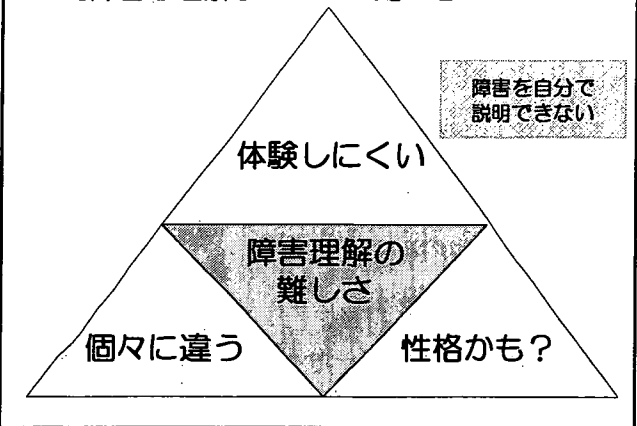 障害を自分で
説明できない
体験しにくい
障害理解の
難しさ
個々に違う
性格かも？